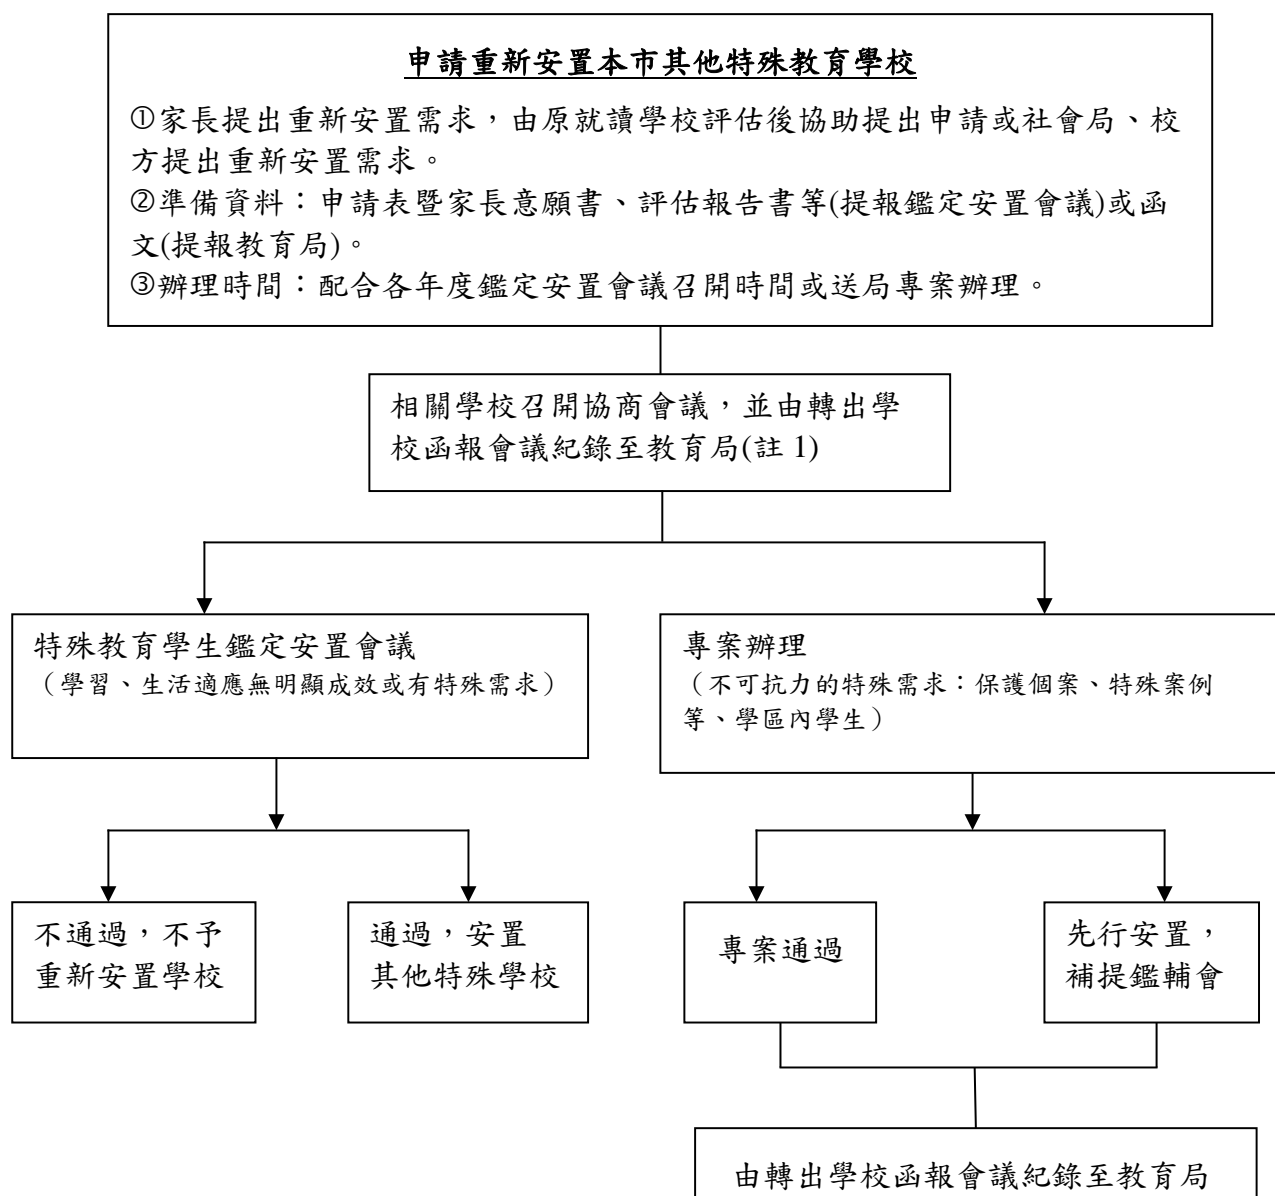 申請重新安置本市其他特殊教育學校
①家長提出重新安置需求，由原就讀學校評估後協助提出申請或社會局、校
方提出重新安置需求。
②準備資料：申請表暨家長意願書、評估報告書等(提報鑑定安置會議)或函
文(提報教育局)。
③辦理時間：配合各年度鑑定安置會議召開時間或送局專案辦理。
相關學校召開協商會議，並由轉出學
校函報會議紀錄至教育局(註 1)
特殊教育學生鑑定安置會議
（學習、生活適應無明顯成效或有特殊需求）
專案辦理
（不可抗力的特殊需求：保護個案、特殊案例
等、學區內學生）
不通過，不予
重新安置學校
通過，安置
其他特殊學校
專案通過
先行安置，
補提鑑輔會
由轉出學校函報會議紀錄至教育局